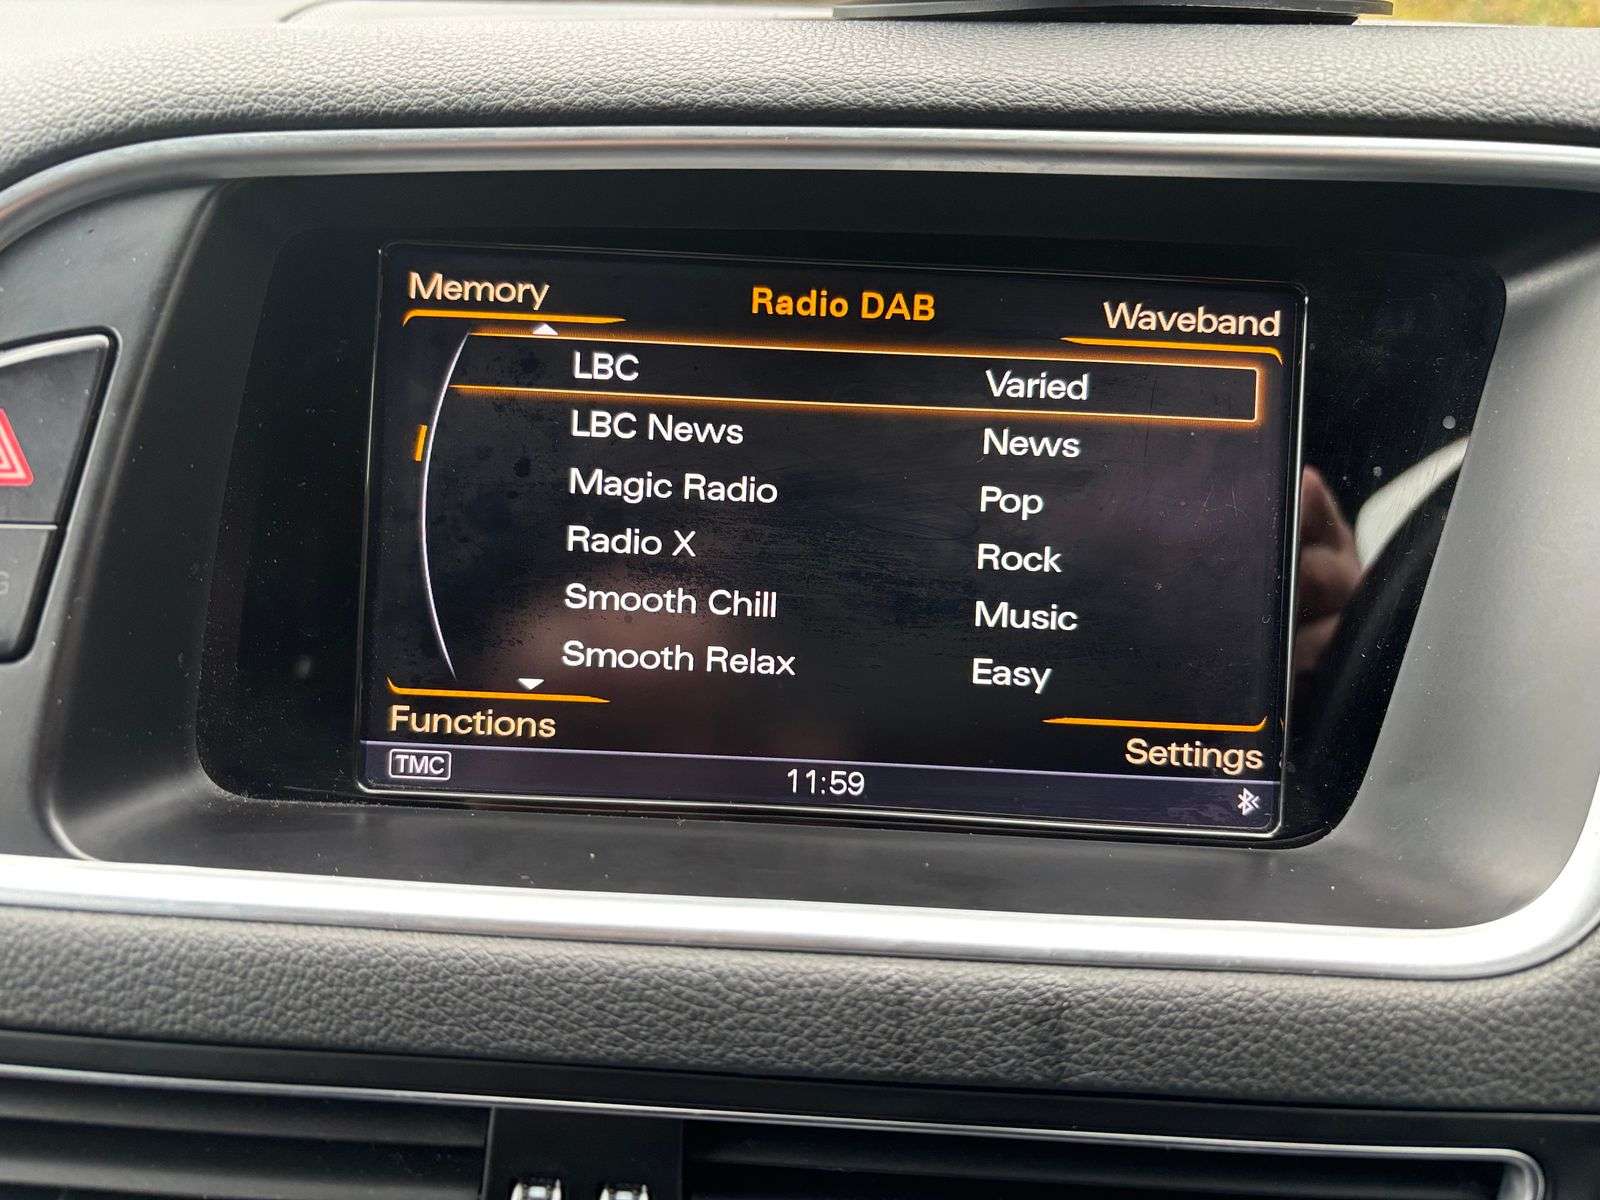 Memory
Radio DAB
Waveband
LBC Varied
LBC News News
Magic Radio Pop
Radio X Rock
Smooth Chill Music
Smooth Relax Easy
Functions
Settings
TMC
11:59